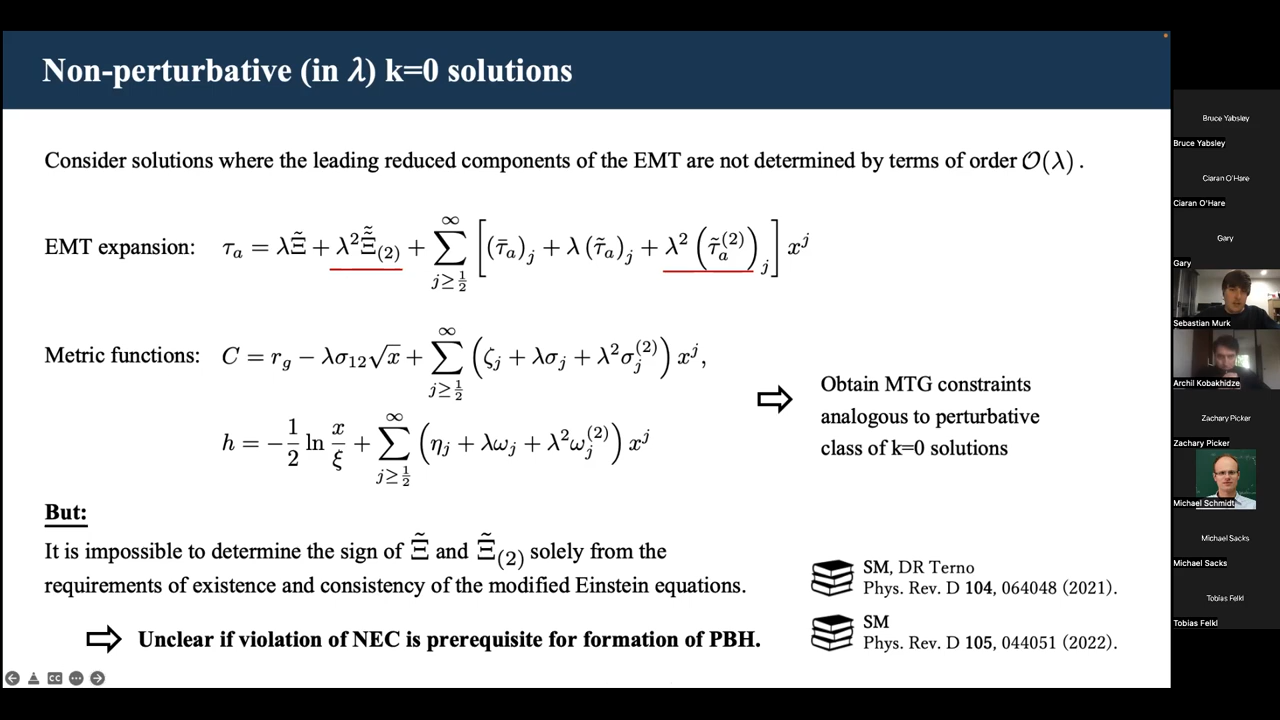 Non-perturbative (in λ) k=0 solutions
Consider solutions where the leading reduced components of the EMT are not determined by terms of order 𝒪(λ) .
EMT expansion: τ_a = λΞ̃ + λ²Ξ̃̃_(2) + ∑_{j≥1/2}^{∞} [ (τ̄_a)_j + λ (τ̃_a)_j + λ² (τ̃_a^(2))_j ] x^j
Metric functions: C = r_g − λσ_12 √x + ∑_{j≥1/2}^{∞} (ζ_j + λσ_j + λ²σ_j^(2)) x^j,
h = −1/2 ln x/ξ + ∑_{j≥1/2}^{∞} (η_j + λω_j + λ²ω_j^(2)) x^j
⇨ Obtain MTG constraints
analogous to perturbative
class of k=0 solutions
But:
It is impossible to determine the sign of Ξ̃ and Ξ̃̃_(2) solely from the
requirements of existence and consistency of the modified Einstein equations.
⇨ Unclear if violation of NEC is prerequisite for formation of PBH.
SM, DR Terno
Phys. Rev. D 104, 064048 (2021).
SM
Phys. Rev. D 105, 044051 (2022).
CC
Bruce Yabsley
Bruce Yabsley
Ciaran O'Hare
Ciaran O'Hare
Gary
Gary
Sebastian Murk
Archil Kobakhidze
Zachary Picker
Zachary Picker
Michael Schmidt
Michael Sacks
Michael Sacks
Tobias Felkl
Tobias Felkl